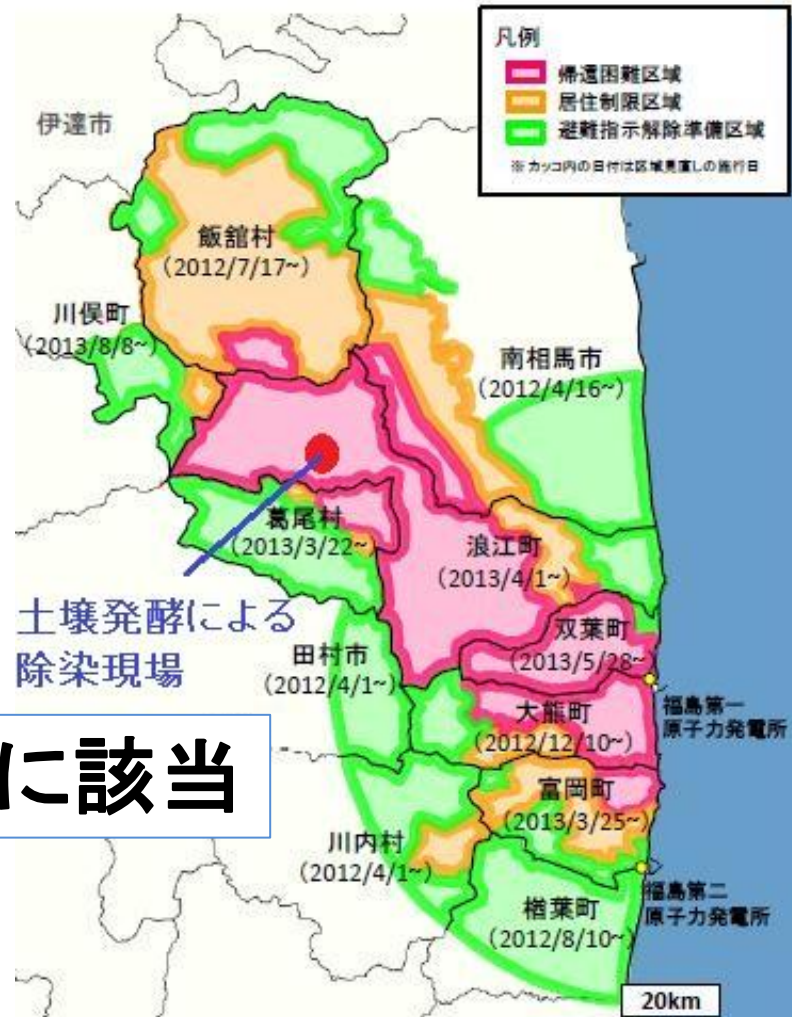 凡例
帰還困難区域
居住制限区域
避難指示解除準備区域
※カッコ内の日付は区域見直しの施行日
伊達市
飯舘村
(2012/7/17~)
川俣町
(2013/8/8~)
南相馬市
(2012/4/16~)
葛尾村
(2013/3/22~)
浪江町
(2013/4/1~)
土壌発酵による
除染現場
双葉町
(2013/5/28~)
田村市
(2012/4/1~)
福島第一
原子力発電所
大熊町
(2012/12/10~)
に該当
富岡町
(2013/3/25~)
川内村
(2012/4/1~)
福島第二
原子力発電所
楢葉町
(2012/8/10~)
20km